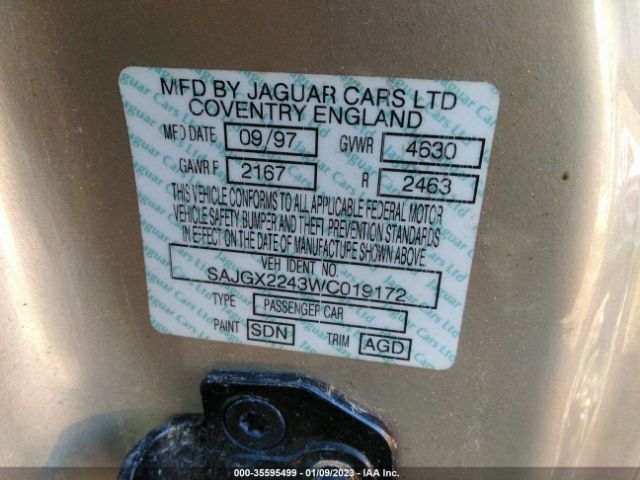 MFD BY JAGUAR CARS LTD
COVENTRY ENGLAND
MFD DATE 09/97 GVWR 4630
GAWR F 2167 R 2463
THIS VEHICLE CONFORMS TO ALL APPLICABLE FEDERAL MOTOR
VEHICLE SAFETY, BUMPER AND THEFT PREVENTION STANDARDS
IN EFFECT ON THE DATE OF MANUFACTURE SHOWN ABOVE.
VEH IDENT NO.
SAJGX2243WC019172
TYPE PASSENGER CAR
PAINT SDN TRIM AGD
000-35595499 - 01/09/2023 - IAA Inc.